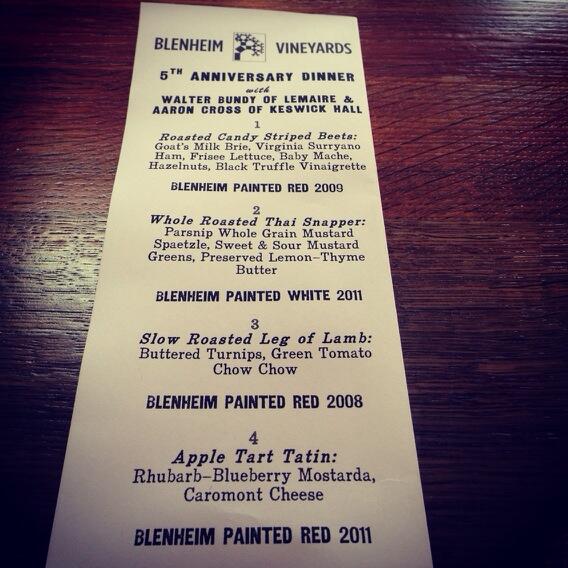 BLENHEIM VINEYARDS
5TH ANNIVERSARY DINNER
with
WALTER BUNDY OF LEMAIRE &
AARON CROSS OF KESWICK HALL
1
Roasted Candy Striped Beets:
Goat's Milk Brie, Virginia Surryano
Ham, Frisee Lettuce, Baby Mache,
Hazelnuts, Black Truffle Vinaigrette
BLENHEIM PAINTED RED 2009
2
Whole Roasted Thai Snapper:
Parsnip Whole Grain Mustard
Spaetzle, Sweet & Sour Mustard
Greens, Preserved Lemon-Thyme
Butter
BLENHEIM PAINTED WHITE 2011
3
Slow Roasted Leg of Lamb:
Buttered Turnips, Green Tomato
Chow Chow
BLENHEIM PAINTED RED 2008
4
Apple Tart Tatin:
Rhubarb-Blueberry Mostarda,
Caromont Cheese
BLENHEIM PAINTED RED 2011